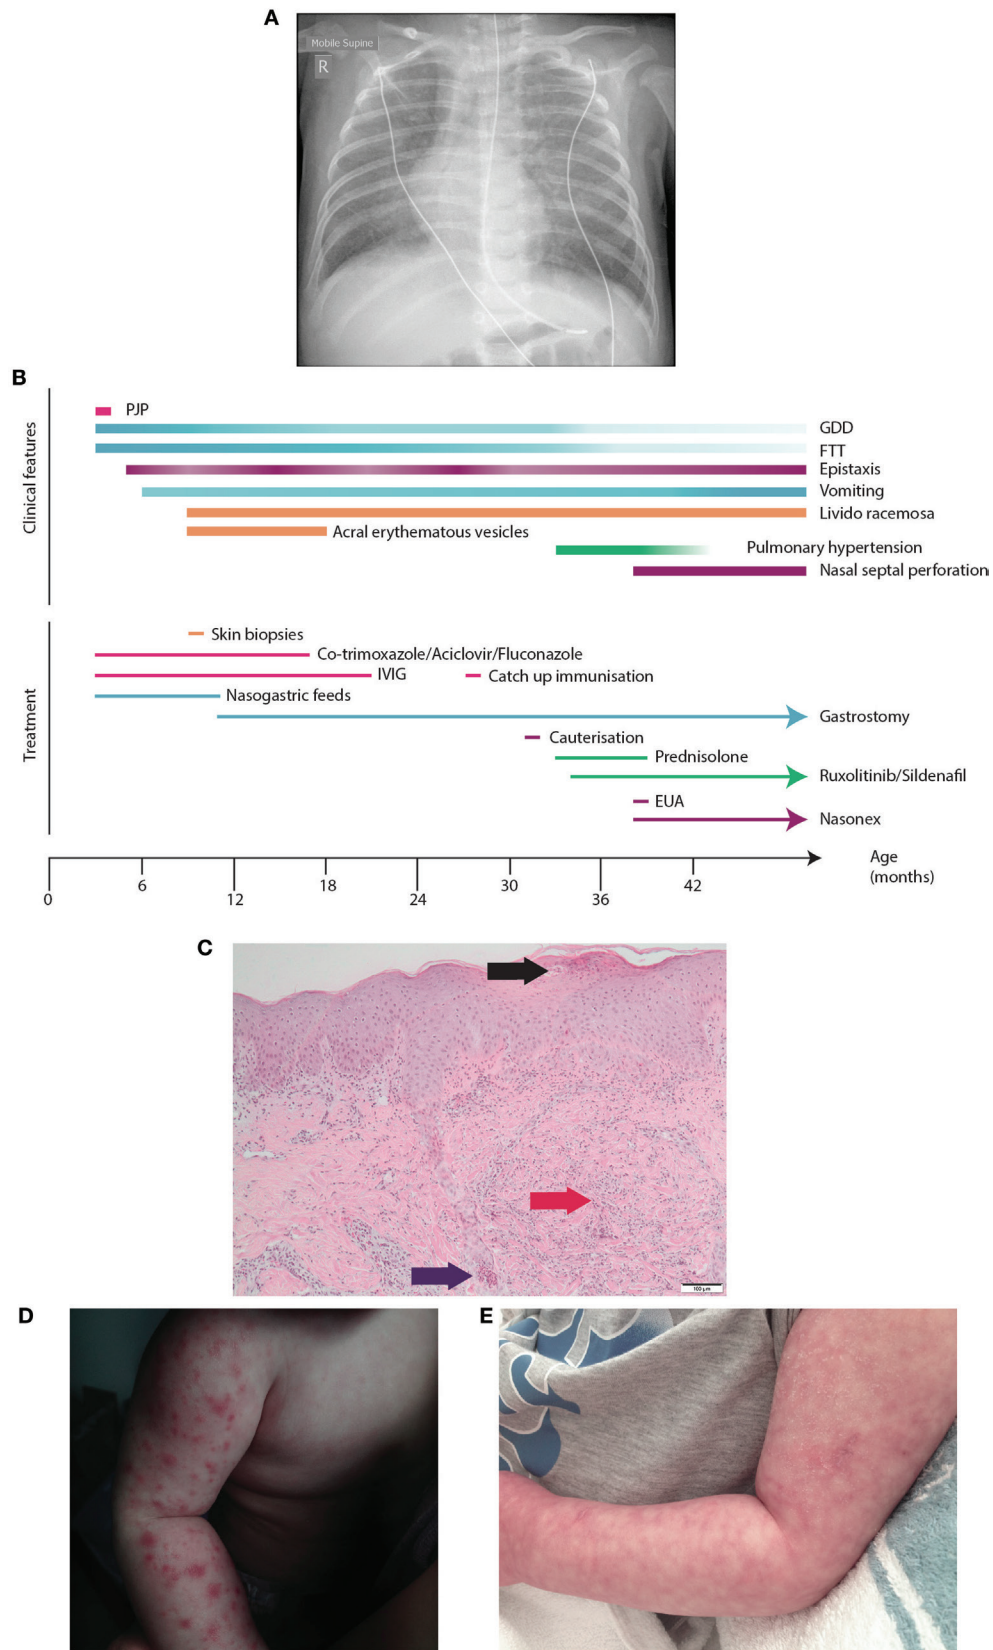 A
Mobile Supine
R
B
Clinical features
PJP
GDD
FTT
Epistaxis
Vomiting
Livido racemosa
Acral erythematous vesicles
Pulmonary hypertension
Nasal septal perforation
Treatment
Skin biopsies
Co-trimoxazole/Aciclovir/Fluconazole
IVIG
Catch up immunisation
Nasogastric feeds
Gastrostomy
Cauterisation
Prednisolone
Ruxolitinib/Sildenafil
EUA
Nasonex
Age
(months)
0 6 12 18 24 30 36 42
C
100 µm
D
E